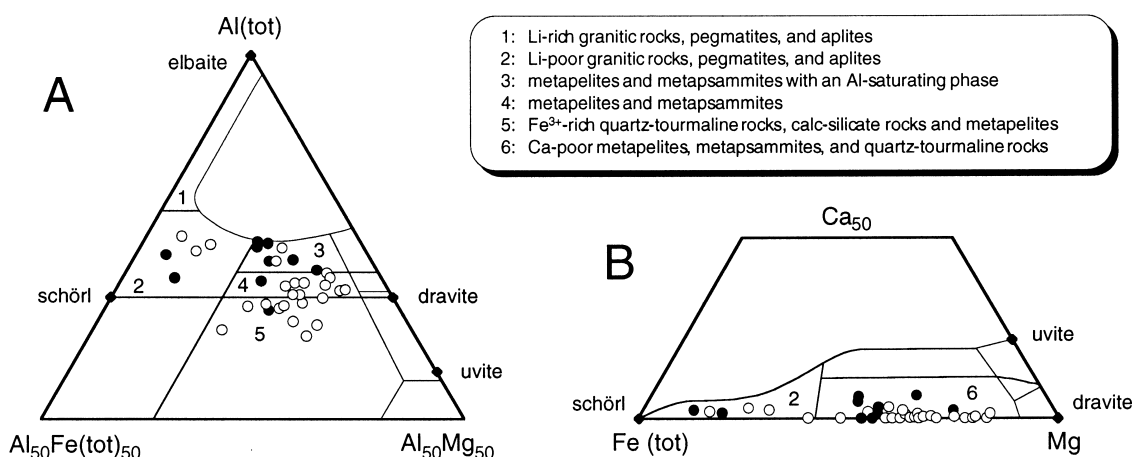 A
Al(tot)
elbaite
1
2
3
4
5
schörl
dravite
uvite
Al50Fe(tot)50
Al50Mg50
1: Li-rich granitic rocks, pegmatites, and aplites
2: Li-poor granitic rocks, pegmatites, and aplites
3: metapelites and metapsammites with an Al-saturating phase
4: metapelites and metapsammites
5: Fe3+-rich quartz-tourmaline rocks, calc-silicate rocks and metapelites
6: Ca-poor metapelites, metapsammites, and quartz-tourmaline rocks
B
Ca50
uvite
2
6
schörl
dravite
Fe (tot)
Mg